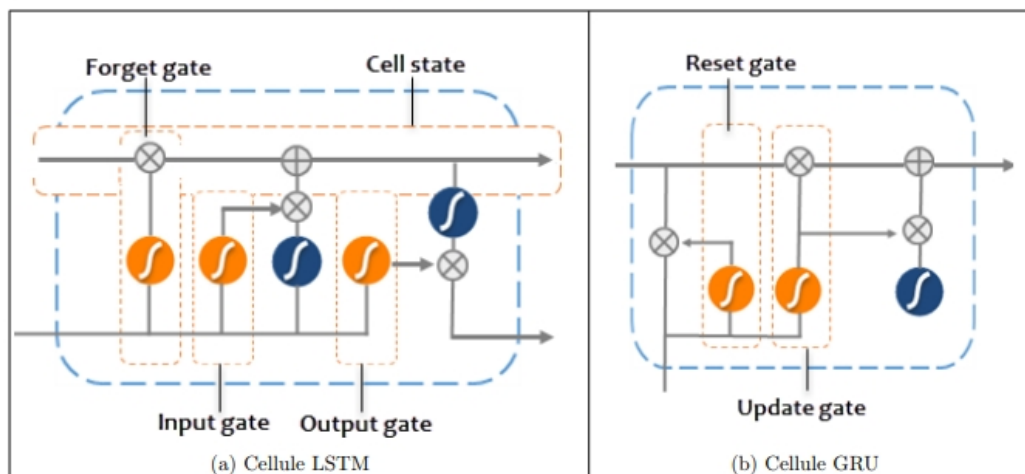 Forget gate
Cell state
Input gate
Output gate
(a) Cellule LSTM
Reset gate
Update gate
(b) Cellule GRU